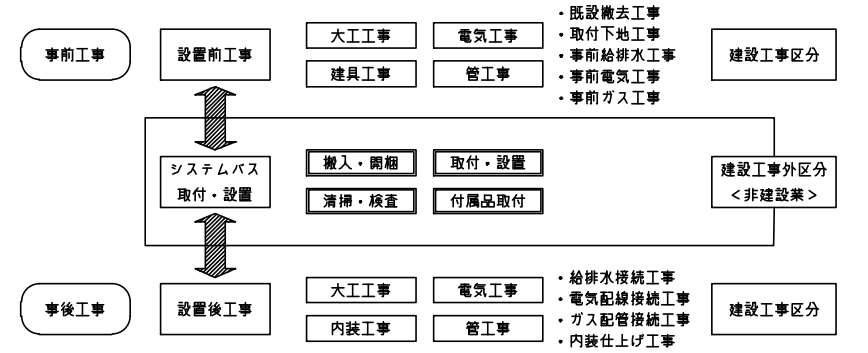 事前工事
設置前工事
大工工事
電気工事
建具工事
管工事
・既設撤去工事
・取付下地工事
・事前給排水工事
・事前電気工事
・事前ガス工事
建設工事区分
システムバス
取付・設置
搬入・開梱
取付・設置
清掃・検査
付属品取付
建設工事外区分
<非建設業>
事後工事
設置後工事
大工工事
電気工事
内装工事
管工事
・給排水接続工事
・電気配線接続工事
・ガス配管接続工事
・内装仕上げ工事
建設工事区分